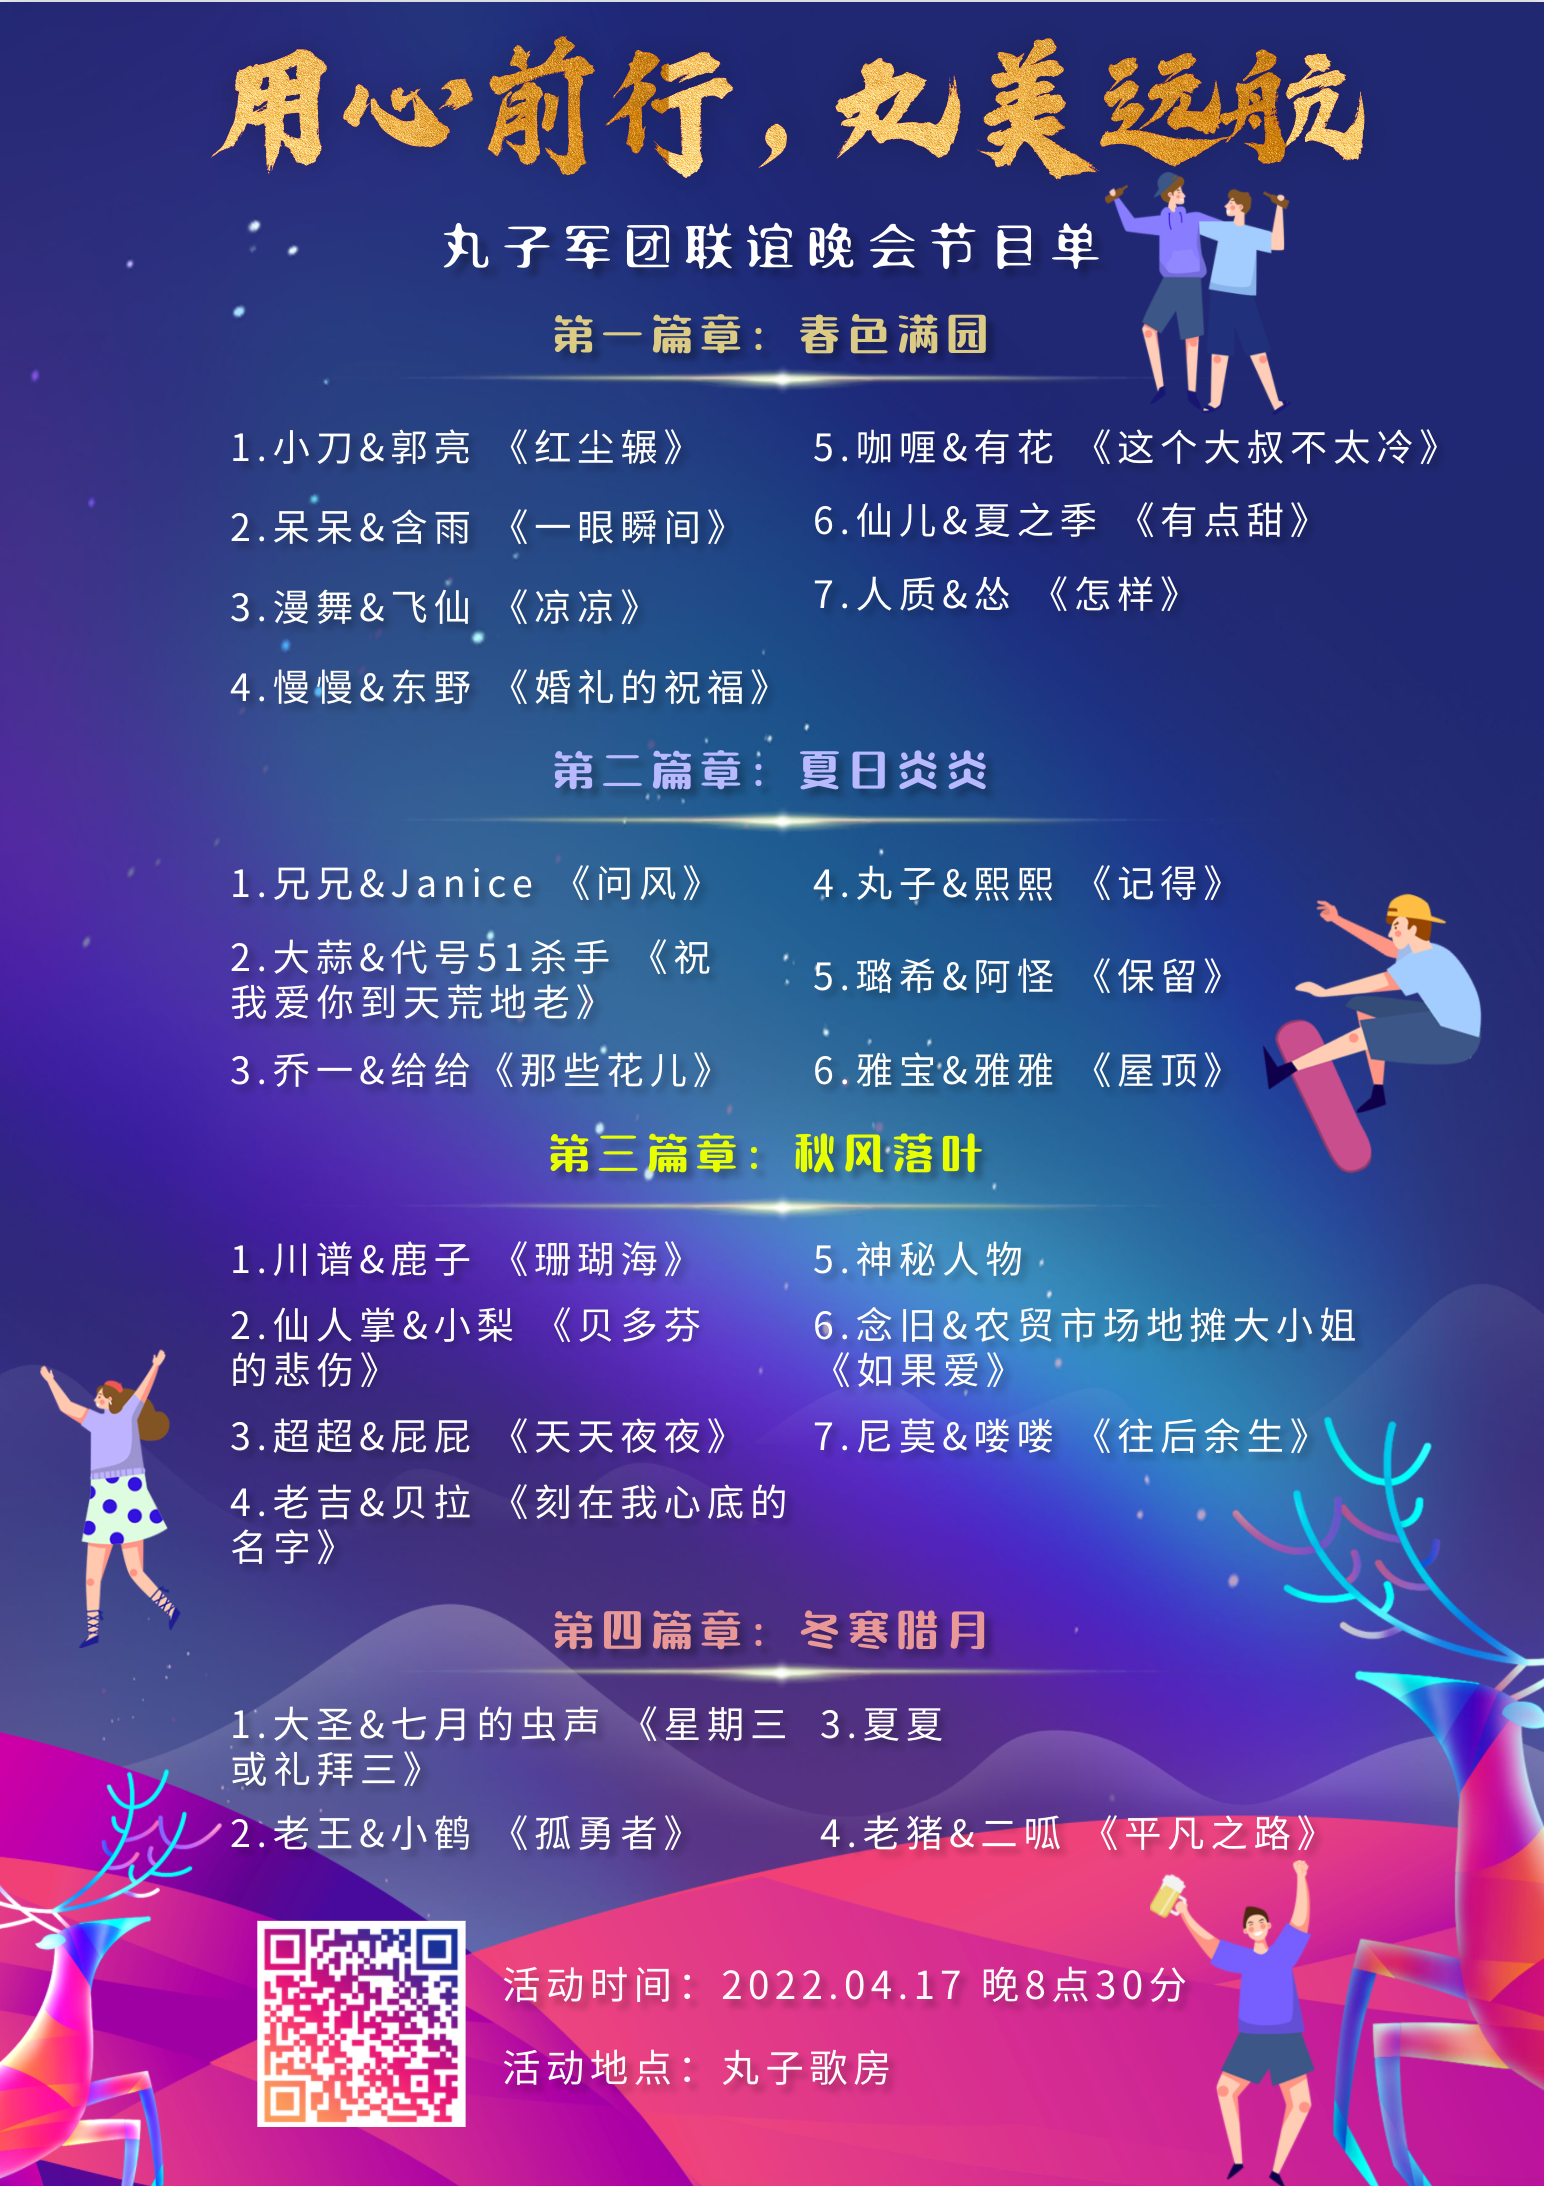 用心前行，丸美远航
丸子军团联谊晚会节目单
第一篇章：春色满园
1.小刀&郭亮 《红尘辗》
2.呆呆&含雨 《一眼瞬间》
3.漫舞&飞仙 《凉凉》
4.慢慢&东野 《婚礼的祝福》
5.咖喱&有花 《这个大叔不太冷》
6.仙儿&夏之季 《有点甜》
7.人质&怂 《怎样》
第二篇章：夏日炎炎
1.兄兄&Janice 《问风》
2.大蒜&代号51杀手 《祝
我爱你到天荒地老》
3.乔一&给给《那些花儿》
4.丸子&熙熙 《记得》
5.璐希&阿怪 《保留》
6.雅宝&雅雅 《屋顶》
第三篇章：秋风落叶
1.川谱&鹿子 《珊瑚海》
2.仙人掌&小梨 《贝多芬
的悲伤》
3.超超&屁屁 《天天夜夜》
4.老吉&贝拉 《刻在我心底的
名字》
5.神秘人物
6.念旧&农贸市场地摊大小姐
《如果爱》
7.尼莫&喽喽 《往后余生》
第四篇章：冬寒腊月
1.大圣&七月的虫声 《星期三
或礼拜三》
2.老王&小鹤 《孤勇者》
3.夏夏
4.老猪&二呱 《平凡之路》
活动时间：2022.04.17 晚8点30分
活动地点：丸子歌房